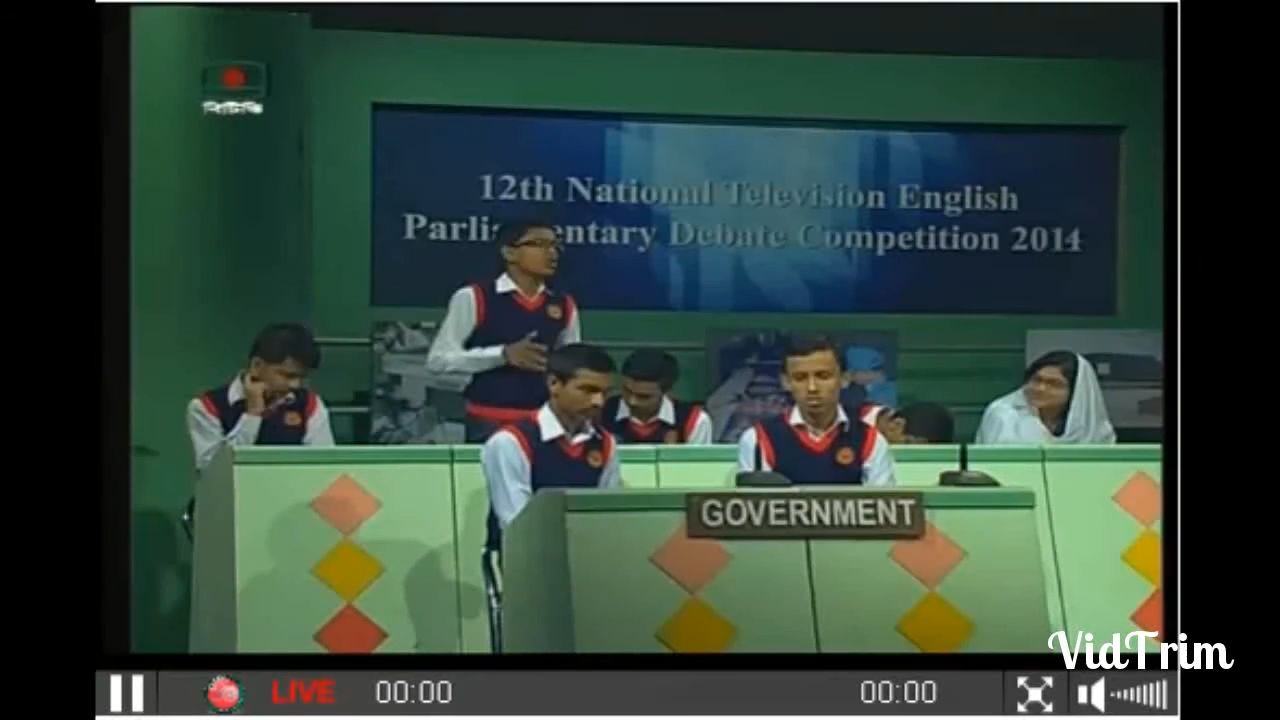 12th National Television English
Parliamentary Debate Competition 2014
GOVERNMENT
VidTrim
LIVE
00:00
00:00